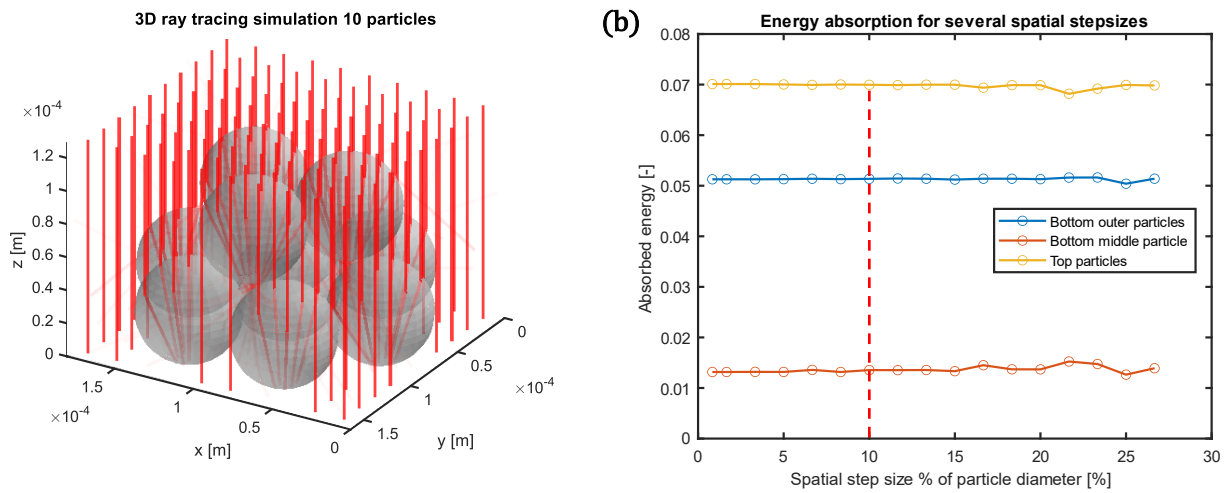 3D ray tracing simulation 10 particles
×10⁻⁴
1.2
1
0.8
0.6
0.4
0.2
0
z [m]
1.5
1
0.5
0
×10⁻⁴
x [m]
0
0.5
1
1.5
×10⁻⁴
y [m]
(b)
Energy absorption for several spatial stepsizes
0.08
0.07
0.06
0.05
0.04
0.03
0.02
0.01
0
Absorbed energy [-]
Bottom outer particles
Bottom middle particle
Top particles
0 5 10 15 20 25 30
Spatial step size % of particle diameter [%]